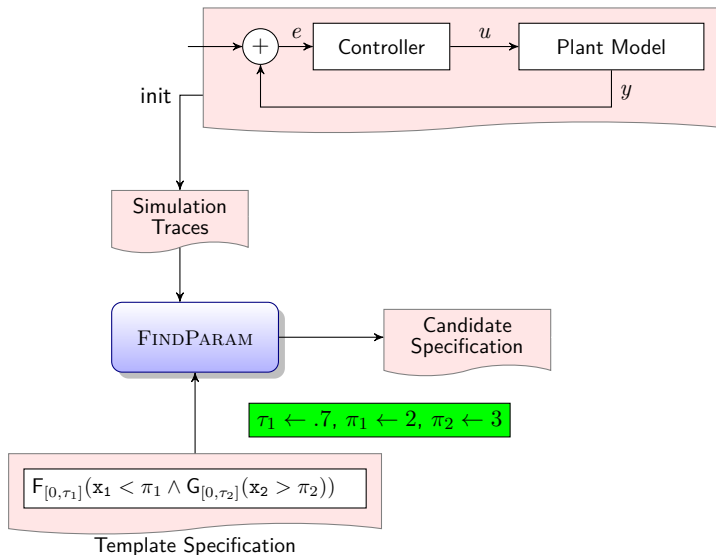 +
e
Controller
u
Plant Model
y
init
Simulation
Traces
FINDPARAM
Candidate
Specification
τ₁ ← .7, π₁ ← 2, π₂ ← 3
F[0,τ₁](x₁ < π₁ ∧ G[0,τ₂](x₂ > π₂))
Template Specification